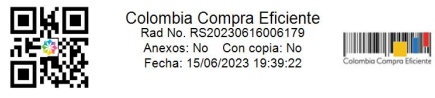 Colombia Compra Eficiente
Rad No. RS20230616006179
Anexos: No Con copia: No
Fecha: 15/06/2023 19:39:22
Colombia Compra Eficiente